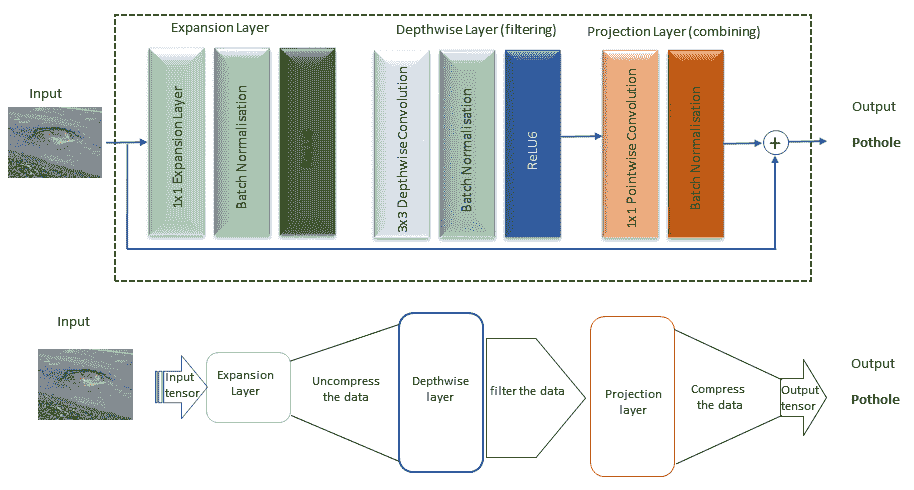 Expansion Layer
Depthwise Layer (filtering)
Projection Layer (combining)
Input
1x1 Expansion Layer
Batch Normalisation
3x3 Depthwise Convolution
Batch Normalisation
ReLU6
1x1 Pointwise Convolution
Batch Normalisation
+
Output
Pothole
Input
Input
tensor
Expansion
Layer
Uncompress
the data
Depthwise
layer
filter the data
Projection
layer
Compress
the data
Output
tensor
Output
Pothole